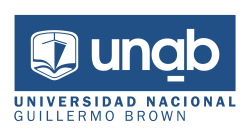 unab
UNIVERSIDAD NACIONAL
GUILLERMO BROWN